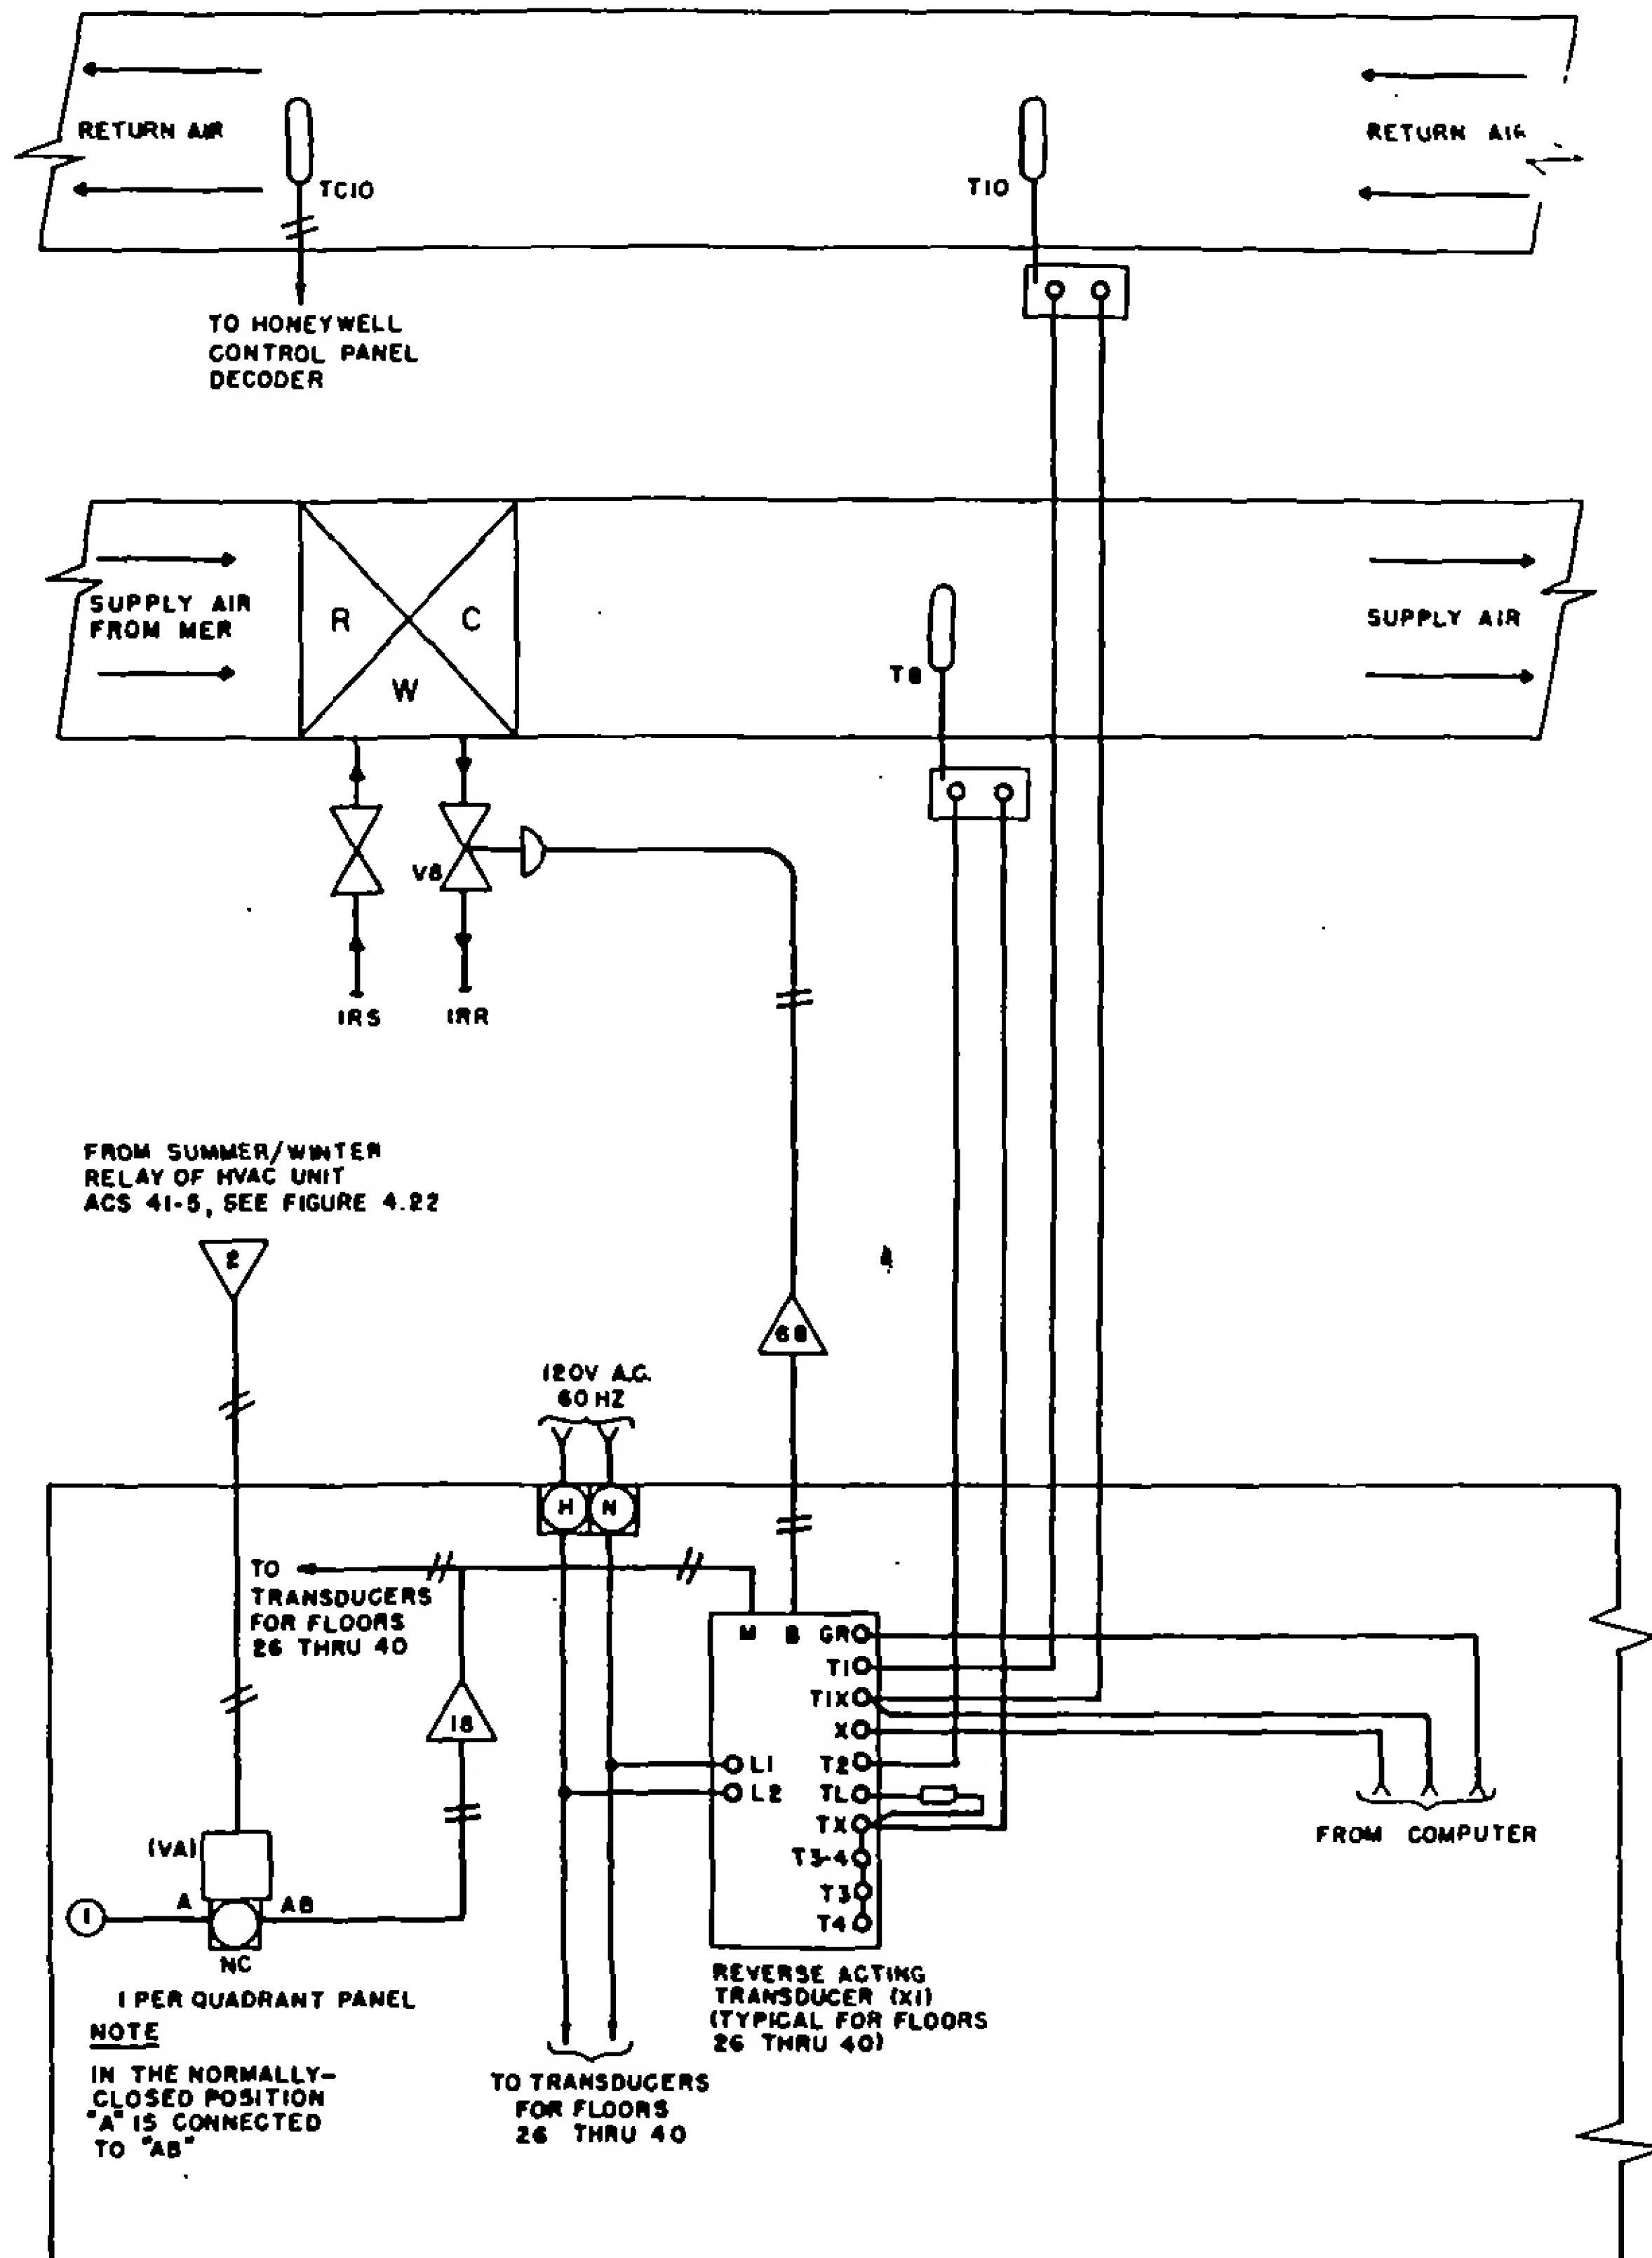 RETURN AIR
TC10
T10
RETURN AIR
TO HONEYWELL
CONTROL PANEL
DECODER
SUPPLY AIR
FROM MER
R
C
W
T8
SUPPLY AIR
V8
IRS
IRR
FROM SUMMER/WINTER
RELAY OF HVAC UNIT
ACS 41-5, SEE FIGURE 4.22
2
68
120V A.C.
60 HZ
H
N
TO
TRANSDUCERS
FOR FLOORS
26 THRU 40
M
B
GR
T1
T1X
X
T2
TL
TX
T3-4
T3
T4
L1
L2
18
FROM COMPUTER
(VA)
A
AB
1
NC
1 PER QUADRANT PANEL
NOTE
IN THE NORMALLY-
CLOSED POSITION
"A" IS CONNECTED
TO "AB"
TO TRANSDUCERS
FOR FLOORS
26 THRU 40
REVERSE ACTING
TRANSDUCER (X1)
(TYPICAL FOR FLOORS
26 THRU 40)